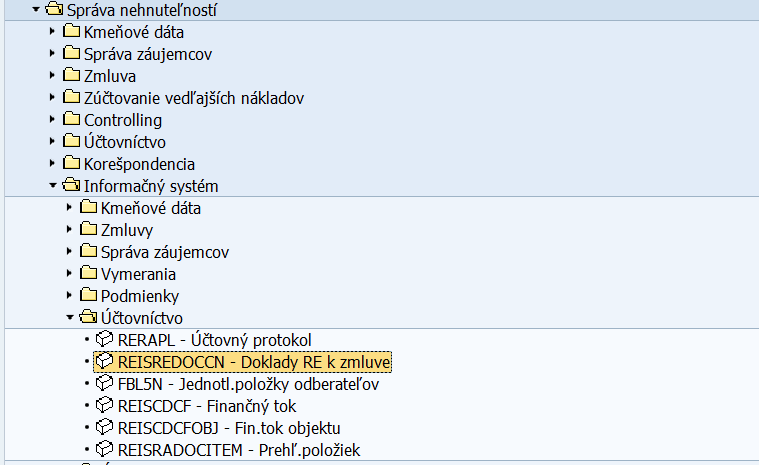 Správa nehnuteľností
Kmeňové dáta
Správa záujemcov
Zmluva
Zúčtovanie vedľajších nákladov
Controlling
Účtovníctvo
Korešpondencia
Informačný systém
Kmeňové dáta
Zmluvy
Správa záujemcov
Vymerania
Podmienky
Účtovníctvo
RERAPL - Účtovný protokol
REISREDOCCN - Doklady RE k zmluve
FBL5N - Jednotl.položky odberateľov
REISCDCF - Finančný tok
REISCDCFOBJ - Fin.tok objektu
REISRADOCITEM - Prehľ.položiek